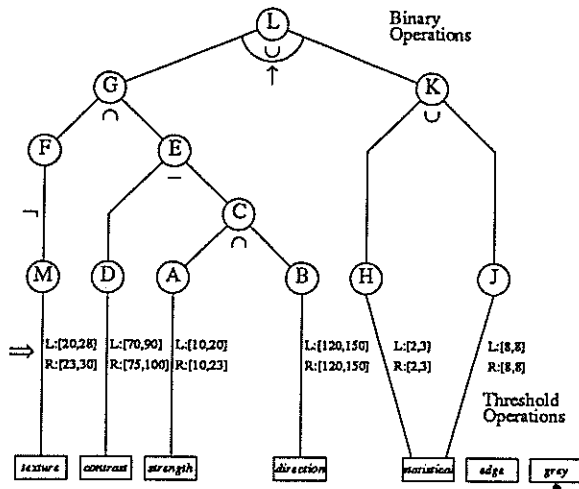 L
Binary
Operations
∪
↑
G
K
∩
∪
F
E
−
¬
C
∩
M
D
A
B
H
J
⇒
L:[20,28] L:[70,90] L:[10,20] L:[120,150] L:[2,3] L:[8,8]
R:[23,30] R:[75,100] R:[10,23] R:[120,150] R:[2,3] R:[8,8]
Threshold
Operations
texture contrast strength direction statistical edge grey